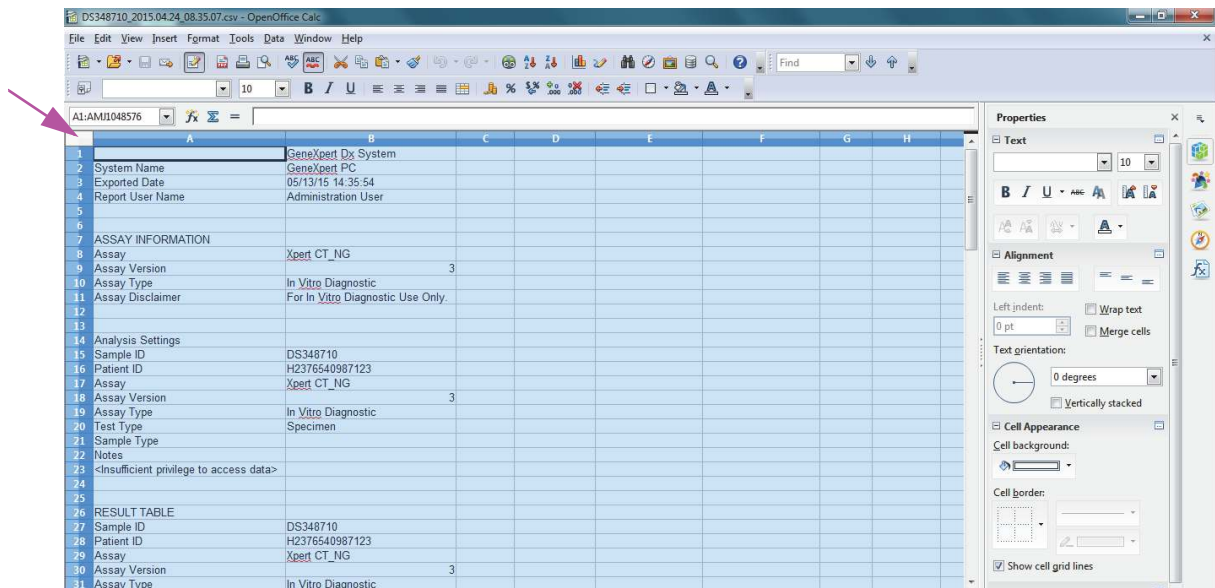 DS348710_2015.04.24_08.35.07.csv - OpenOffice Calc
File Edit View Insert Format Tools Data Window Help
Find
10
A1:AMJ1048576
A B C D E F G H
1 GeneXpert Dx System
2 System Name GeneXpert PC
3 Exported Date 05/13/15 14:35:54
4 Report User Name Administration User
5
6
7 ASSAY INFORMATION
8 Assay Xpert CT_NG
9 Assay Version 3
10 Assay Type In Vitro Diagnostic
11 Assay Disclaimer For In Vitro Diagnostic Use Only.
12
13
14 Analysis Settings
15 Sample ID DS348710
16 Patient ID H2376540987123
17 Assay Xpert CT_NG
18 Assay Version 3
19 Assay Type In Vitro Diagnostic
20 Test Type Specimen
21 Sample Type
22 Notes
23 <Insufficient privilege to access data>
24
25
26 RESULT TABLE
27 Sample ID DS348710
28 Patient ID H2376540987123
29 Assay Xpert CT_NG
30 Assay Version 3
31 Assay Type In Vitro Diagnostic
Properties
Text
10
B I U ABC
Alignment
Left indent: Wrap text
0 pt Merge cells
Text orientation:
0 degrees
Vertically stacked
Cell Appearance
Cell background:
Cell border:
Show cell grid lines